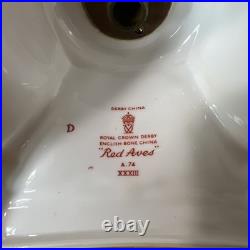 DERBY CHINA
D
ROYAL CROWN DERBY
ENGLISH BONE CHINA
"Red Aves"
A. 74
XXXIII